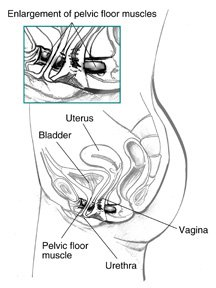 Enlargement of pelvic floor muscles
Uterus
Bladder
Vagina
Pelvic floor
muscle
Urethra